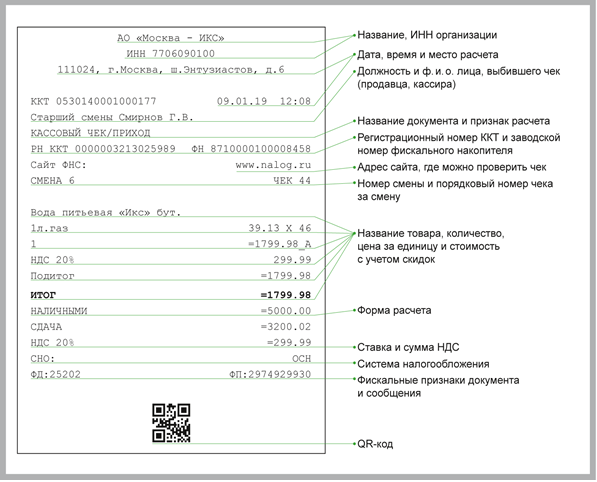 АО «Москва - ИКС»
ИНН 7706090100
111024, г.Москва, ш.Энтузиастов, д.6
ККТ 0530140001000177 09.01.19 12:08
Старший смены Смирнов Г.В.
КАССОВЫЙ ЧЕК/ПРИХОД
РН ККТ 0000003213025989 ФН 8710000100008458
Сайт ФНС: www.nalog.ru
СМЕНА 6 ЧЕК 44
Вода питьевая «Икс» бут.
1л.газ 39.13 X 46
1 =1799.98_А
НДС 20% 299.99
Подитог =1799.98
ИТОГ =1799.98
НАЛИЧНЫМИ =5000.00
СДАЧА =3200.02
НДС 20% =299.99
СНО: ОСН
ФД:25202 ФП:2974929930
Название, ИНН организации
Дата, время и место расчета
Должность и ф. и. о. лица, выбившего чек
(продавца, кассира)
Название документа и признак расчета
Регистрационный номер ККТ и заводской
номер фискального накопителя
Адрес сайта, где можно проверить чек
Номер смены и порядковый номер чека
за смену
Название товара, количество,
цена за единицу и стоимость
с учетом скидок
Форма расчета
Ставка и сумма НДС
Система налогообложения
Фискальные признаки документа
и сообщения
QR-код